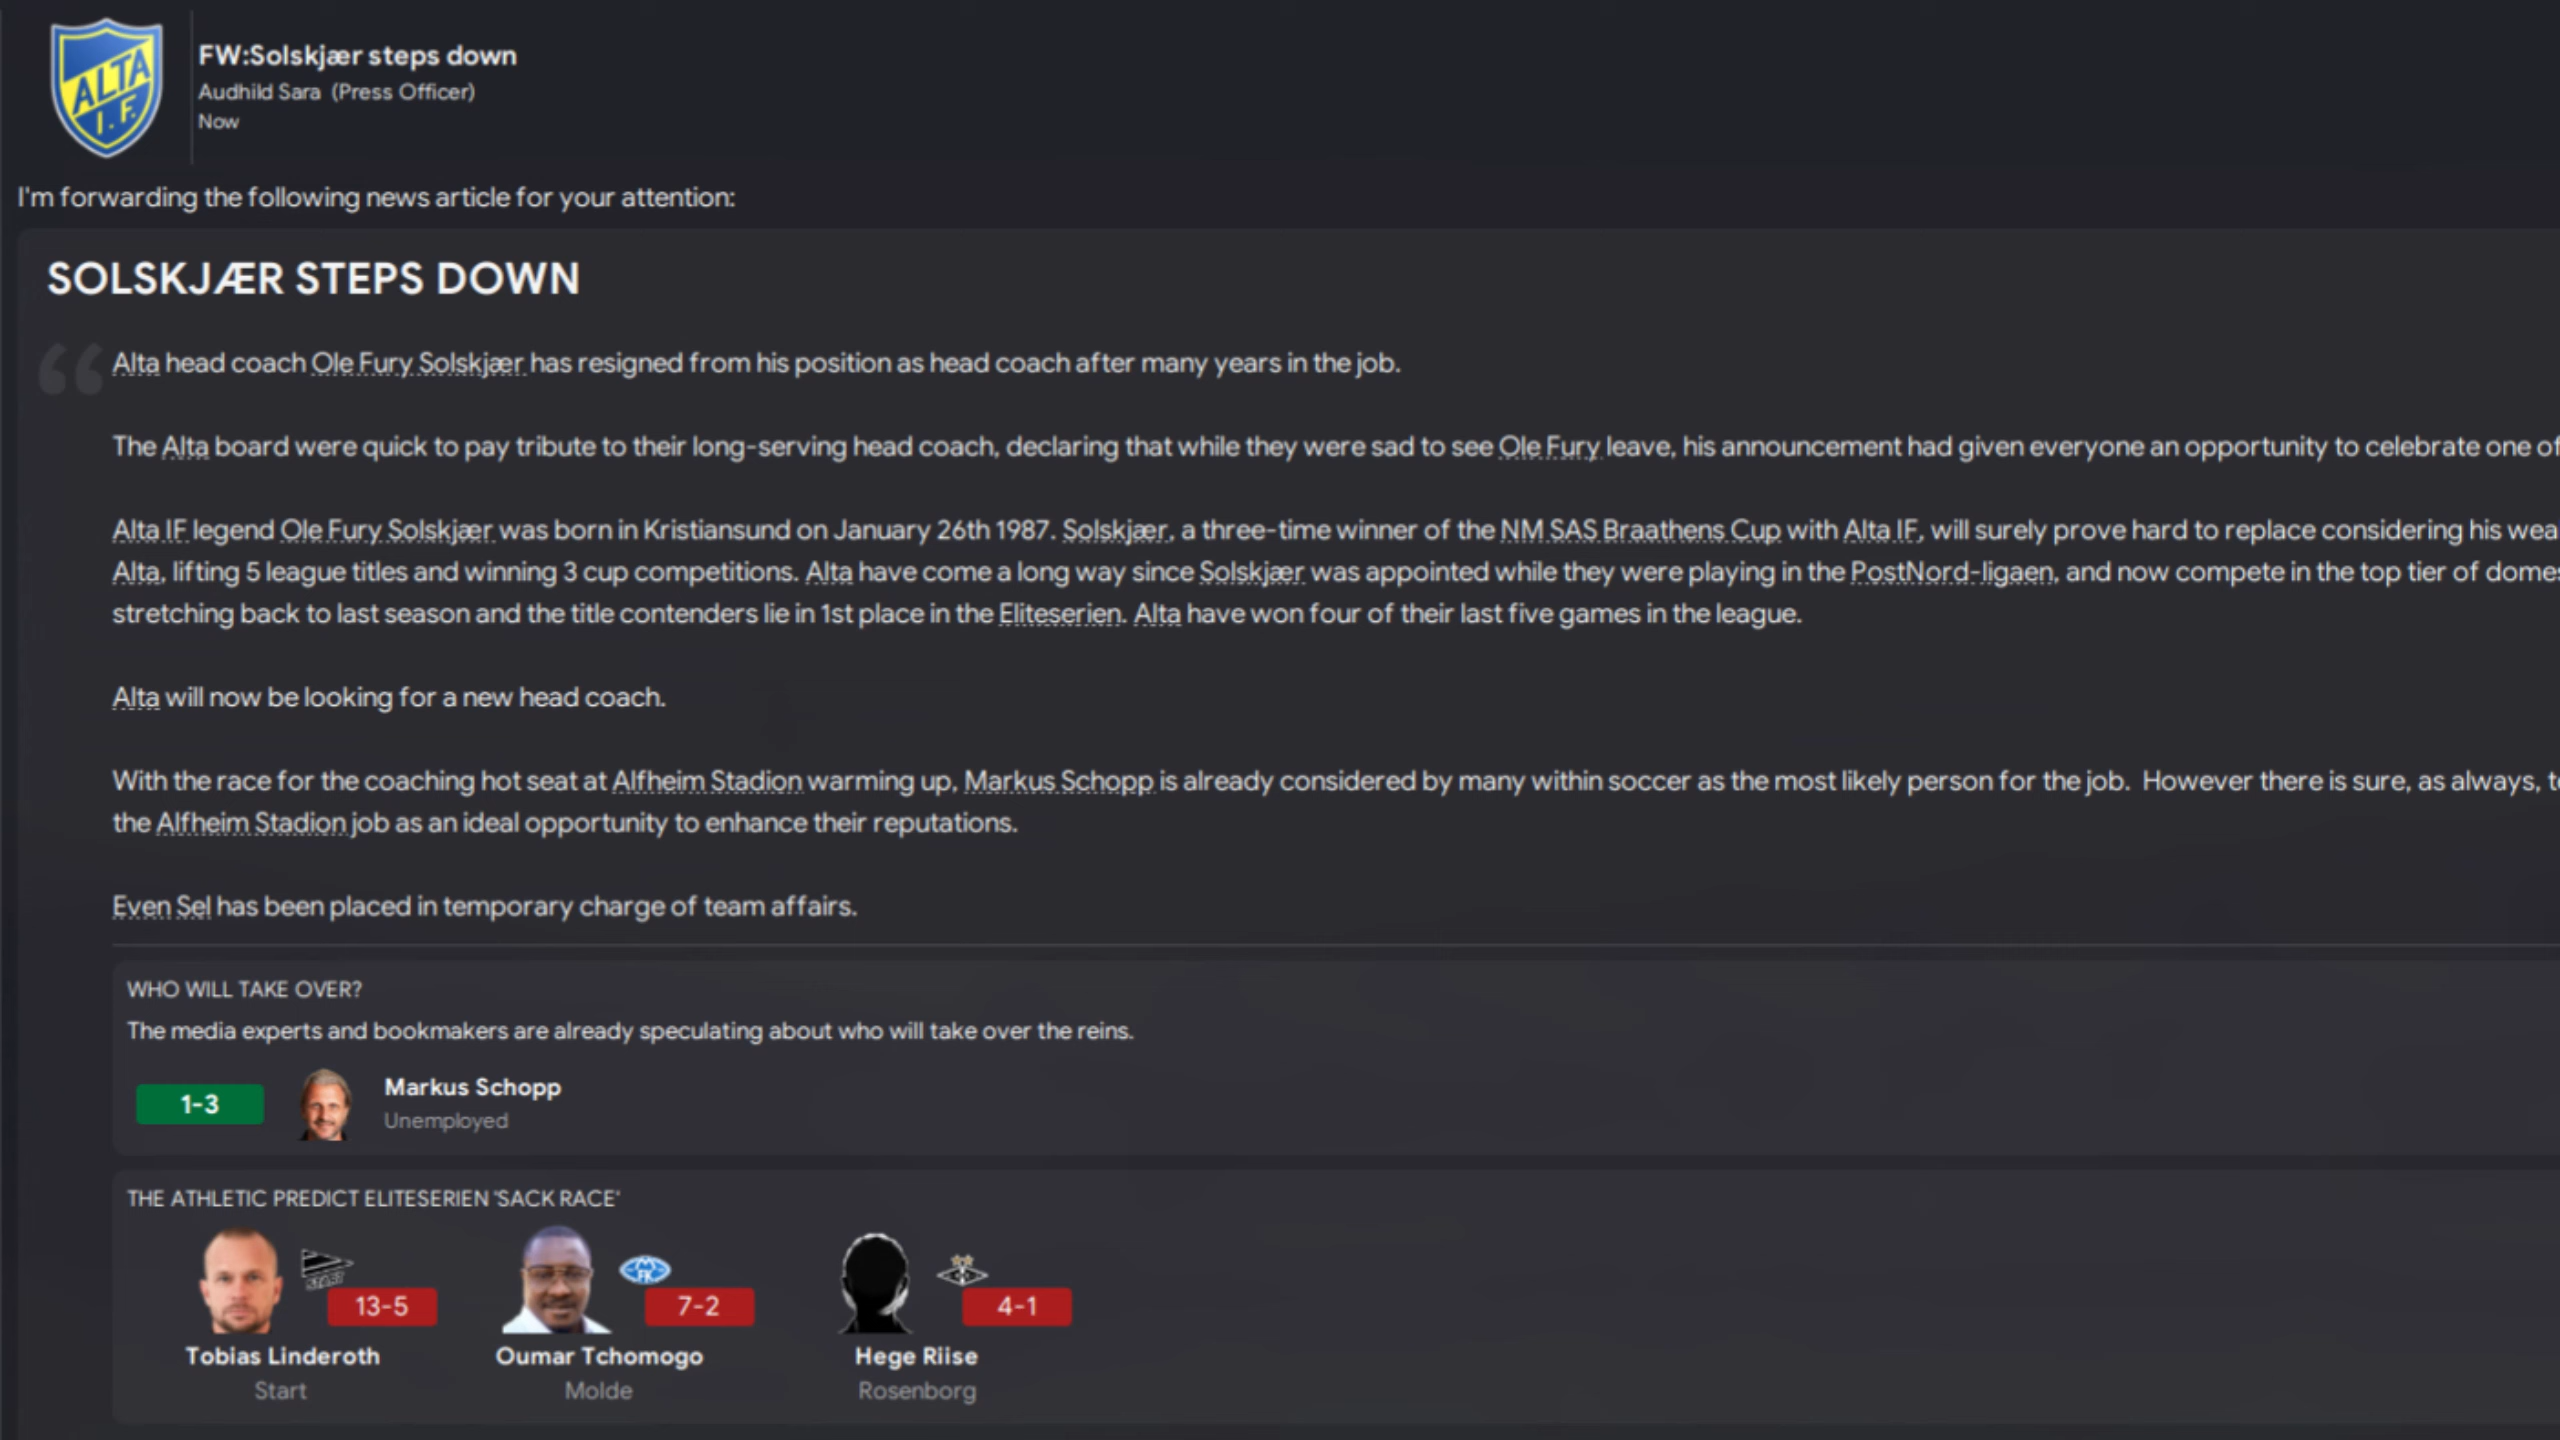 ALTA
I.F.
FW:Solskjær steps down
Audhild Sara (Press Officer)
Now
I'm forwarding the following news article for your attention:
SOLSKJÆR STEPS DOWN
Alta head coach Ole Fury Solskjær has resigned from his position as head coach after many years in the job.
The Alta board were quick to pay tribute to their long-serving head coach, declaring that while they were sad to see Ole Fury leave, his announcement had given everyone an opportunity to celebrate one of
Alta IF legend Ole Fury Solskjær was born in Kristiansund on January 26th 1987. Solskjær, a three-time winner of the NM SAS Braathens Cup with Alta IF, will surely prove hard to replace considering his wea
Alta, lifting 5 league titles and winning 3 cup competitions. Alta have come a long way since Solskjær was appointed while they were playing in the PostNord-ligaen, and now compete in the top tier of domes
stretching back to last season and the title contenders lie in 1st place in the Eliteserien. Alta have won four of their last five games in the league.
Alta will now be looking for a new head coach.
With the race for the coaching hot seat at Alfheim Stadion warming up, Markus Schopp is already considered by many within soccer as the most likely person for the job. However there is sure, as always, t
the Alfheim Stadion job as an ideal opportunity to enhance their reputations.
Even Sel has been placed in temporary charge of team affairs.
WHO WILL TAKE OVER?
The media experts and bookmakers are already speculating about who will take over the reins.
1-3
Markus Schopp
Unemployed
THE ATHLETIC PREDICT ELITESERIEN 'SACK RACE'
START
13-5
Tobias Linderoth
Start
7-2
Oumar Tchomogo
Molde
4-1
Hege Riise
Rosenborg